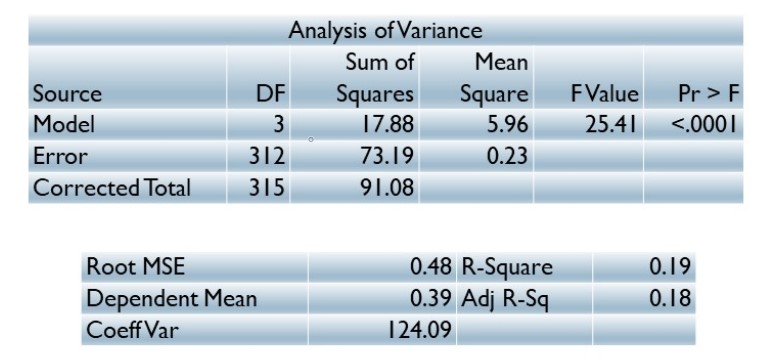 Analysis of Variance
Sum of Mean
Source DF Squares Square F Value Pr > F
Model 3 17.88 5.96 25.41 <.0001
Error 312 73.19 0.23
Corrected Total 315 91.08
Root MSE 0.48 R-Square 0.19
Dependent Mean 0.39 Adj R-Sq 0.18
Coeff Var 124.09